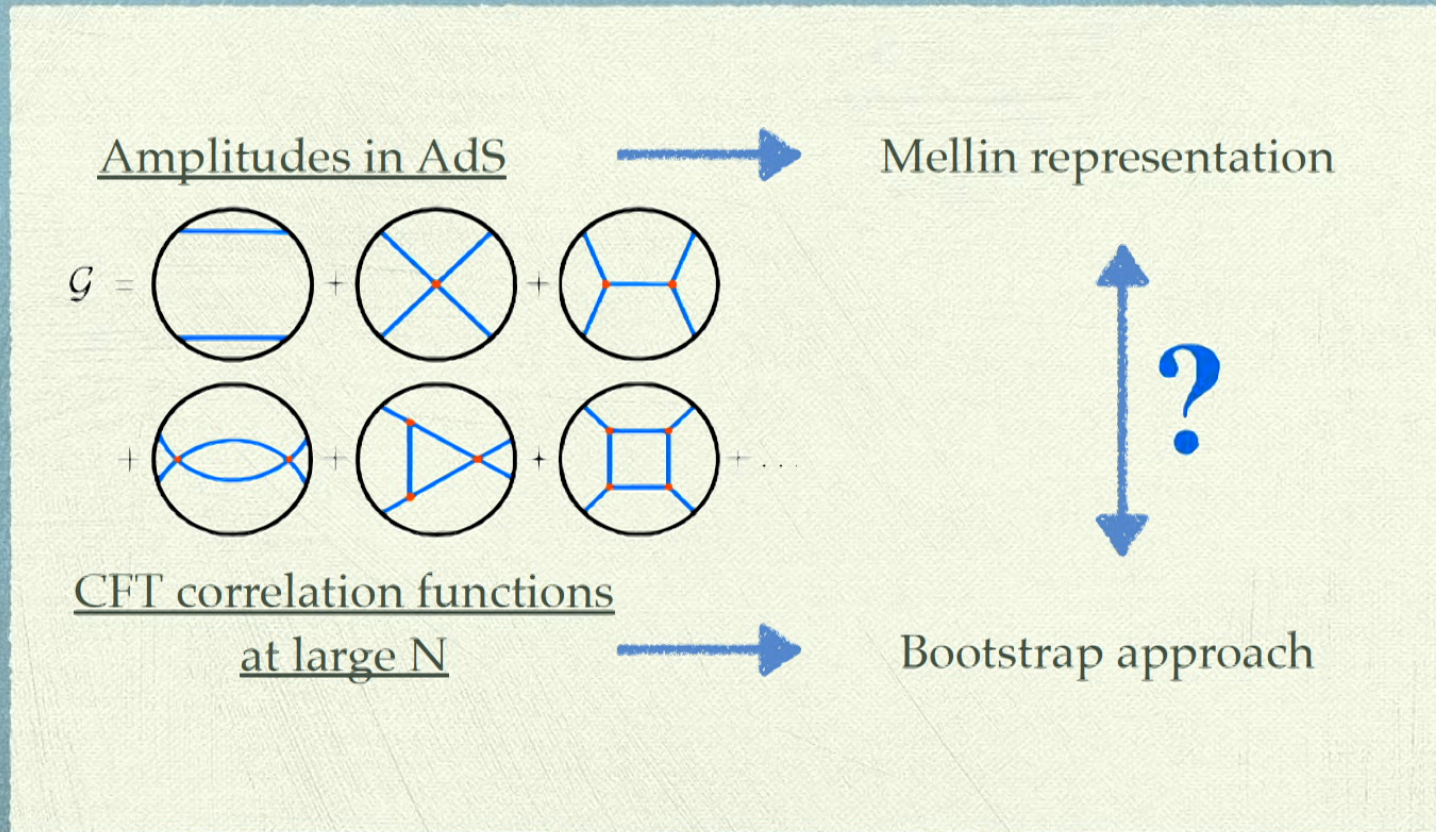 Amplitudes in AdS
Mellin representation
𝒢 = + +
?
+ + + + . . .
CFT correlation functions
at large N
Bootstrap approach